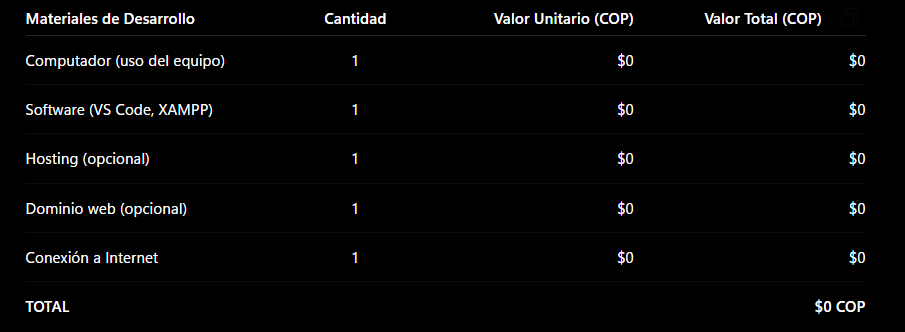 Materiales de Desarrollo Cantidad Valor Unitario (COP) Valor Total (COP)
Computador (uso del equipo) 1 $0 $0
Software (VS Code, XAMPP) 1 $0 $0
Hosting (opcional) 1 $0 $0
Dominio web (opcional) 1 $0 $0
Conexión a Internet 1 $0 $0
TOTAL $0 COP